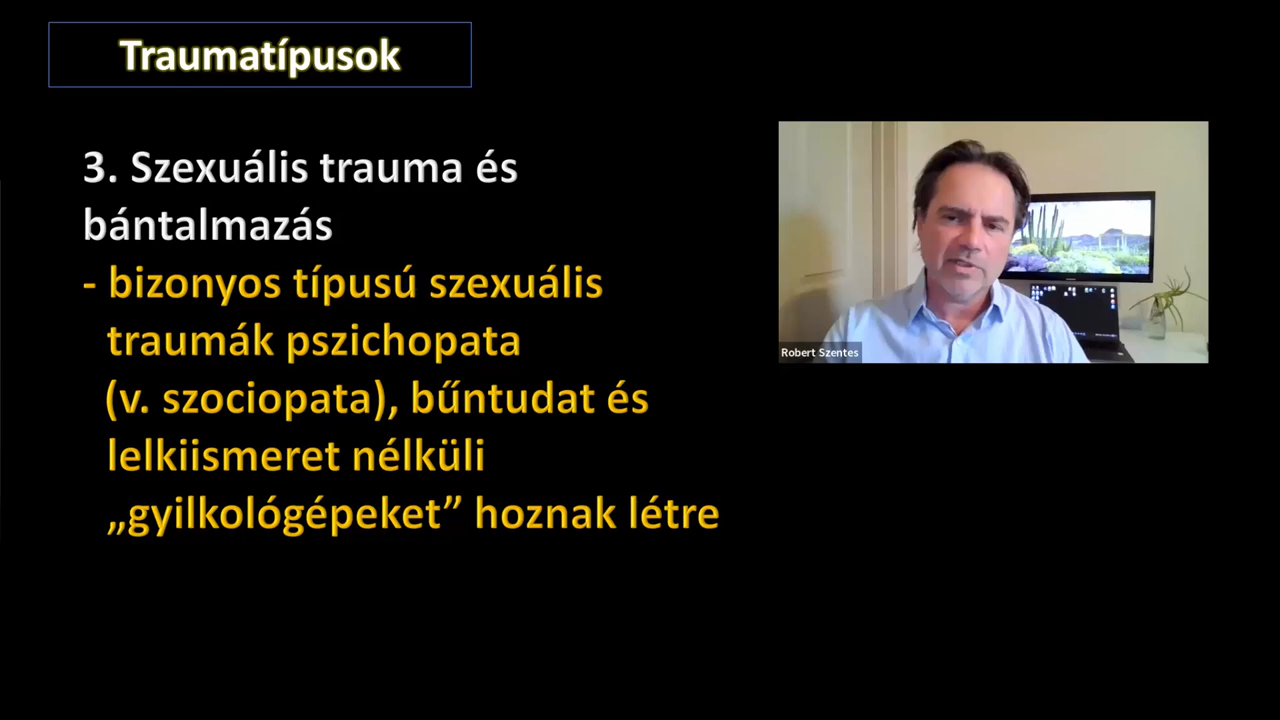 Traumatípusok
3. Szexuális trauma és
bántalmazás
- bizonyos típusú szexuális
traumák pszichopata
(v. szociopata), bűntudat és
lelkiismeret nélküli
„gyilkológépeket” hoznak létre
Robert Szentes